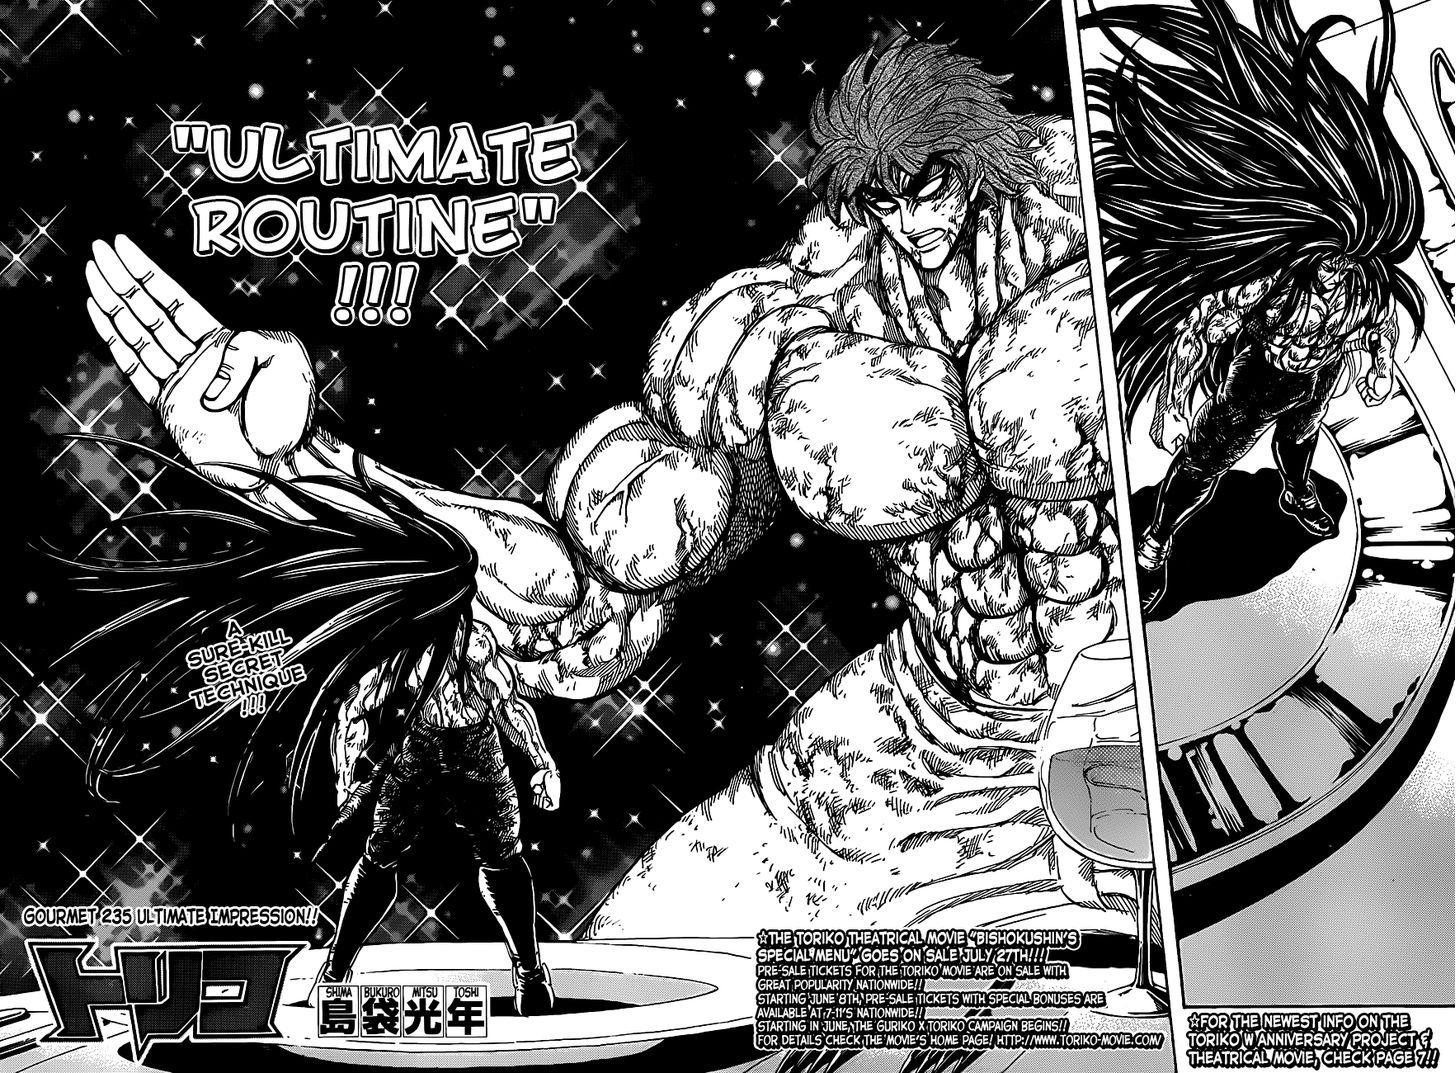 "ULTIMATE
ROUTINE"
!!!
A
SURE-KILL
SECRET
TECHNIQUE
!!!
GOURMET 235 ULTIMATE IMPRESSION!!
トリコ
SHIMA BUKURO MITSU TOSHI
島袋光年
☆THE TORIKO THEATRICAL MOVIE "BISHOKUSHIN'S
SPECIAL MENU" GOES ON SALE JULY 27TH!!!
PRE-SALE TICKETS FOR THE TORIKO MOVIE ARE ON SALE WITH
GREAT POPULARITY NATIONWIDE!!
STARTING JUNE 8TH, PRE-SALE TICKETS WITH SPECIAL BONUSES ARE
AVAILABLE AT 7-11'S NATIONWIDE!!
STARTING IN JUNE, THE GURIKO X TORIKO CAMPAIGN BEGINS!!
FOR DETAILS CHECK THE MOVIE'S HOME PAGE! HTTP://WWW.TORIKO-MOVIE.COM/
☆FOR THE NEWEST INFO ON THE
TORIKO W ANNIVERSARY PROJECT &
THEATRICAL MOVIE, CHECK PAGE 7!!